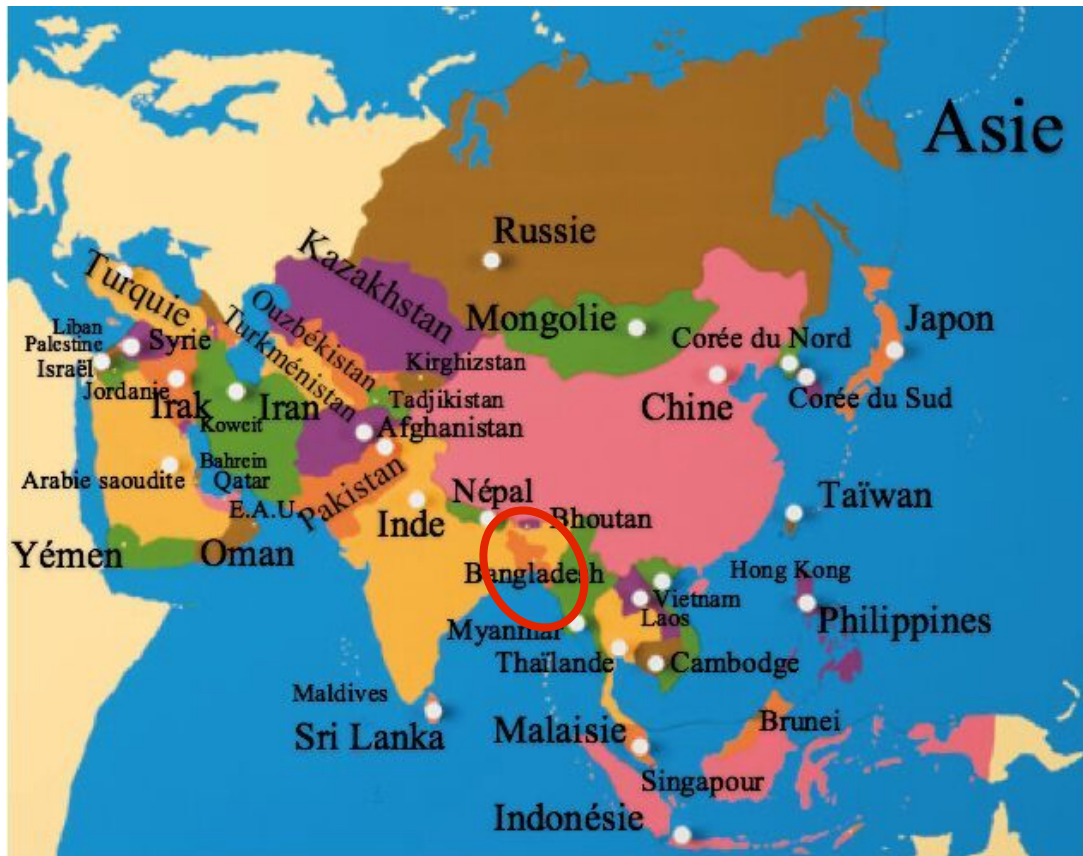 Asie
Russie
Kazakhstan
Turquie
Ouzbékistan
Turkménistan
Mongolie
Japon
Liban
Palestine
Syrie
Corée du Nord
Kirghizstan
Israël
Jordanie
Irak
Iran
Tadjikistan
Chine
Corée du Sud
Koweit
Afghanistan
Bahrein
Arabie saoudite
Qatar
Pakistan
Népal
Taïwan
E.A.U.
Inde
Bhoutan
Yémen
Oman
Bangladesh
Hong Kong
Vietnam
Laos
Philippines
Myanmar
Thaïlande
Cambodge
Maldives
Sri Lanka
Malaisie
Brunei
Singapour
Indonésie